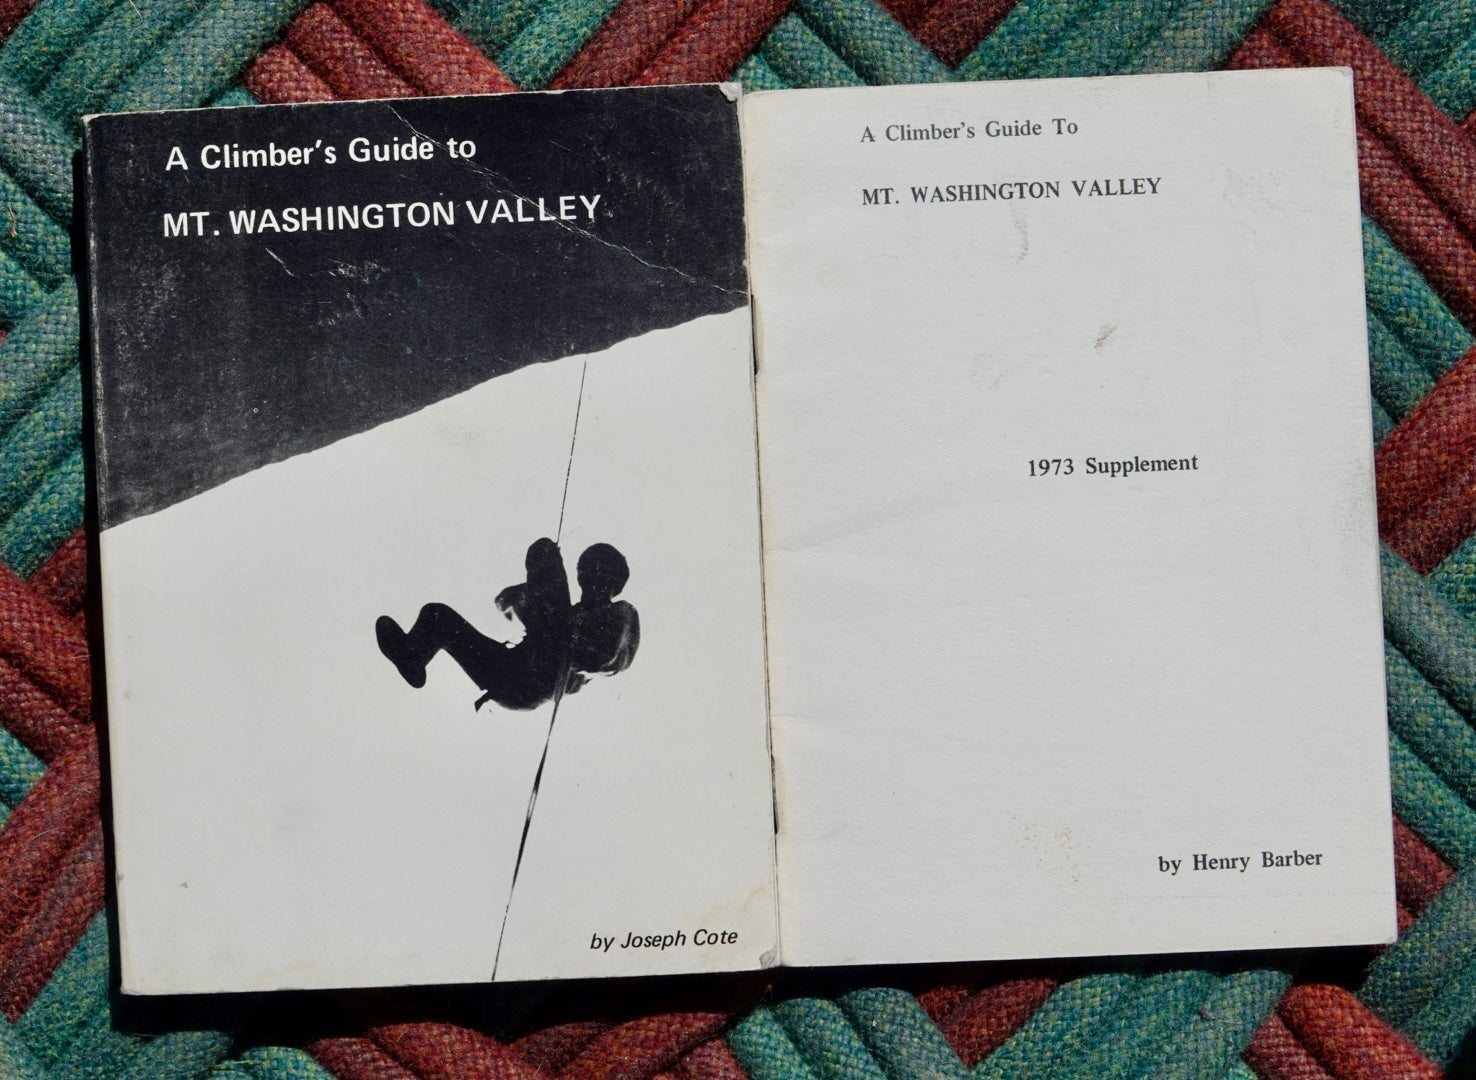 A Climber's Guide to
MT. WASHINGTON VALLEY
by Joseph Cote
A Climber's Guide To
MT. WASHINGTON VALLEY
1973 Supplement
by Henry Barber